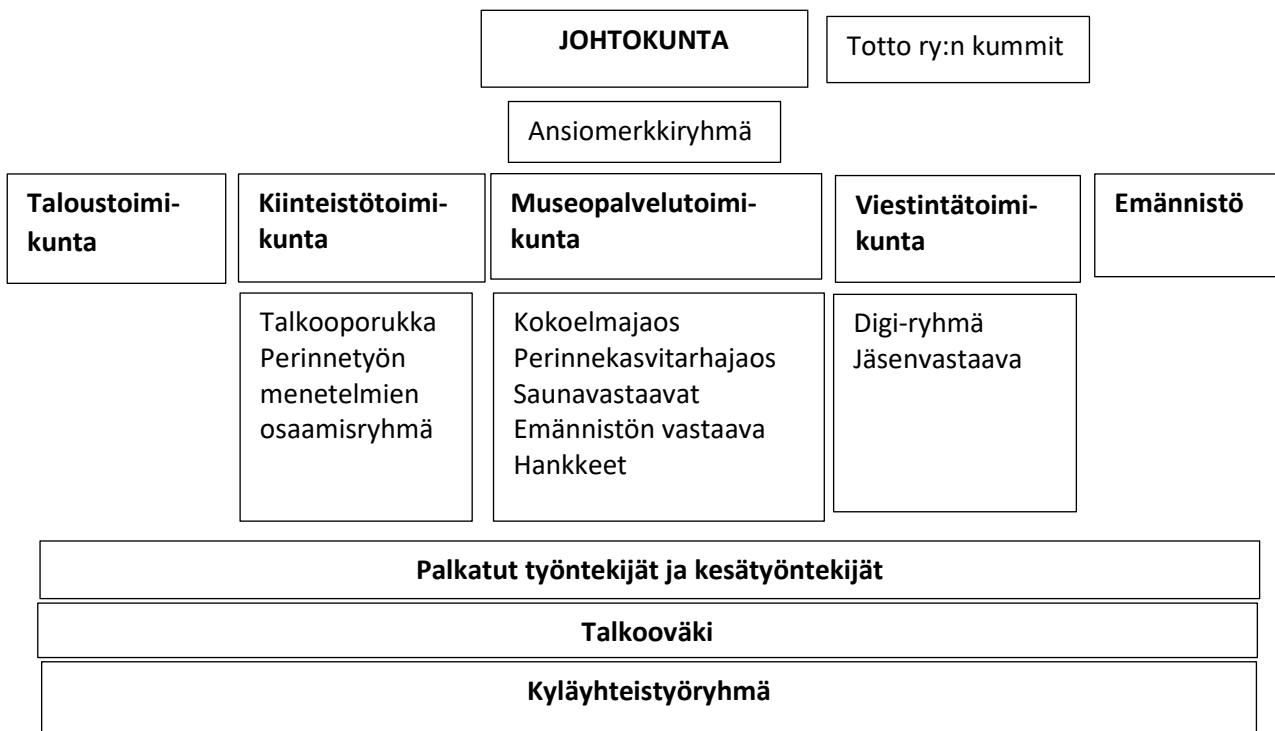 JOHTOKUNTA
Totto ry:n kummit
Ansiomerkkiryhmä
Taloustoimi-
kunta
Kiinteistötoimi-
kunta
Museopalvelutoimi-
kunta
Viestintätoimi-
kunta
Emännistö
Talkooporukka
Perinnetyön
menetelmien
osaamisryhmä
Kokoelmajaos
Perinnekasvitarhajaos
Saunavastaavat
Emännistön vastaava
Hankkeet
Digi-ryhmä
Jäsenvastaava
Palkatut työntekijät ja kesätyöntekijät
Talkooväki
Kyläyhteistyöryhmä